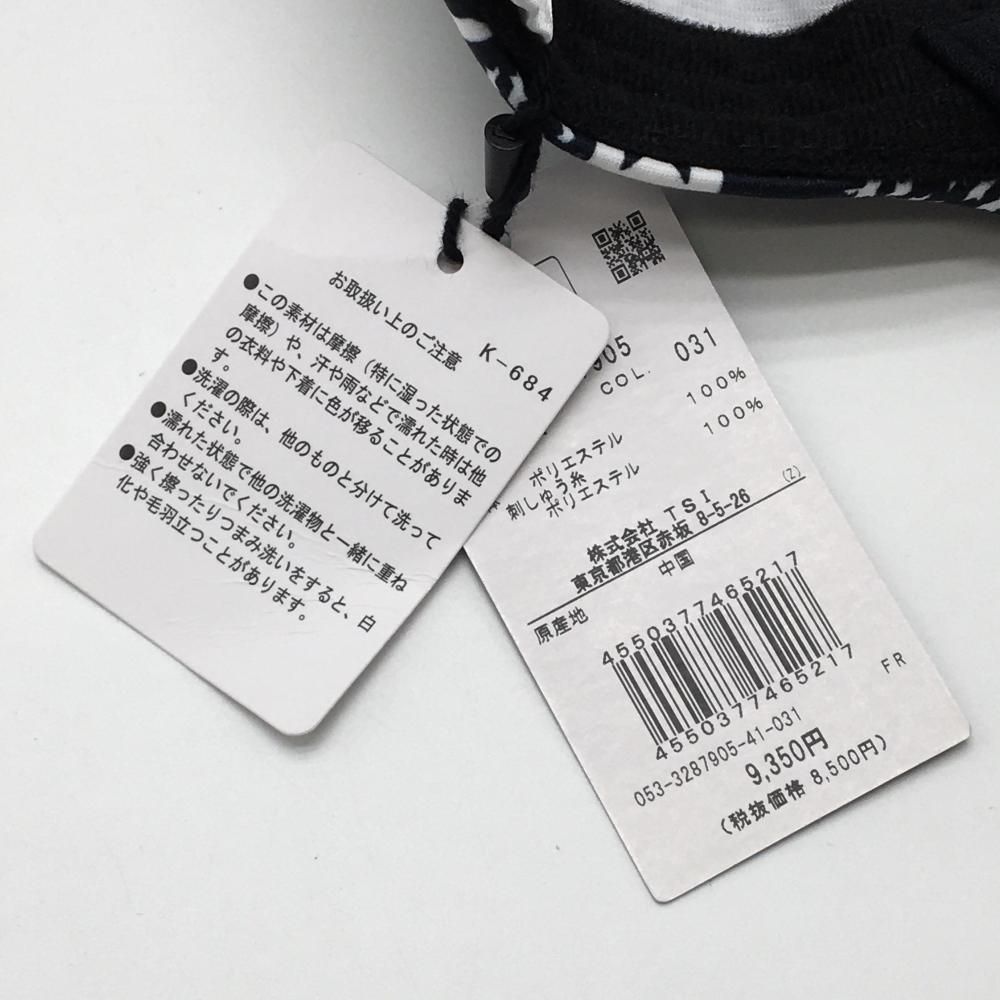 お取扱い上のご注意
K-684
●この素材は摩擦（特に湿った状態での
摩擦）や、汗や雨などで濡れた時は他
の衣料や下着に色が移ることがありま
す。
●洗濯の際は、他のものと分けて洗って
ください。
●濡れた状態で他の洗濯物と一緒に重ね
合わせないでください。
●強く擦ったりつまみ洗いをすると、白
化や毛羽立つことがあります。
905 031
COL.
100%
100%
ポリエステル
刺しゅう糸
ポリエステル
(Z)
株式会社 TSI
東京都港区赤坂 8-5-26
原産地 中国
4550377465217
4550377465217
FR
053-3287905-41-031
9,350円
(税抜価格 8,500円)